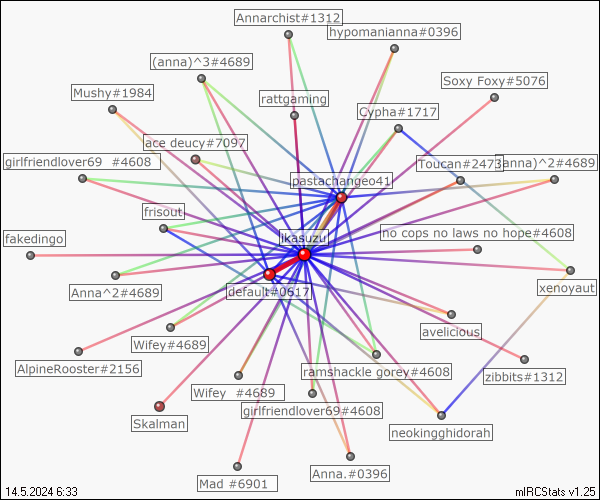 Annarchist#1312
hypomanianna#0396
(anna)^3#4689
Soxy Foxy#5076
Mushy#1984
rattgaming
Cypha#1717
ace deucy#7097
girlfriendlover69 #4608
Toucan#2473
(anna)^2#4689
pastachangeo41
frisout
fakedingo
likasuzu
no cops no laws no hope#4608
Anna^2#4689
default#0617
xenoyaut
avelicious
Wifey#4689
AlpineRooster#2156
ramshackle gorey#4608
zibbits#1312
Wifey #4689
girlfriendlover69#4608
Skalman
neokingghidorah
Mad #6901
Anna.#0396
14.5.2024 6:33
mIRCStats v1.25